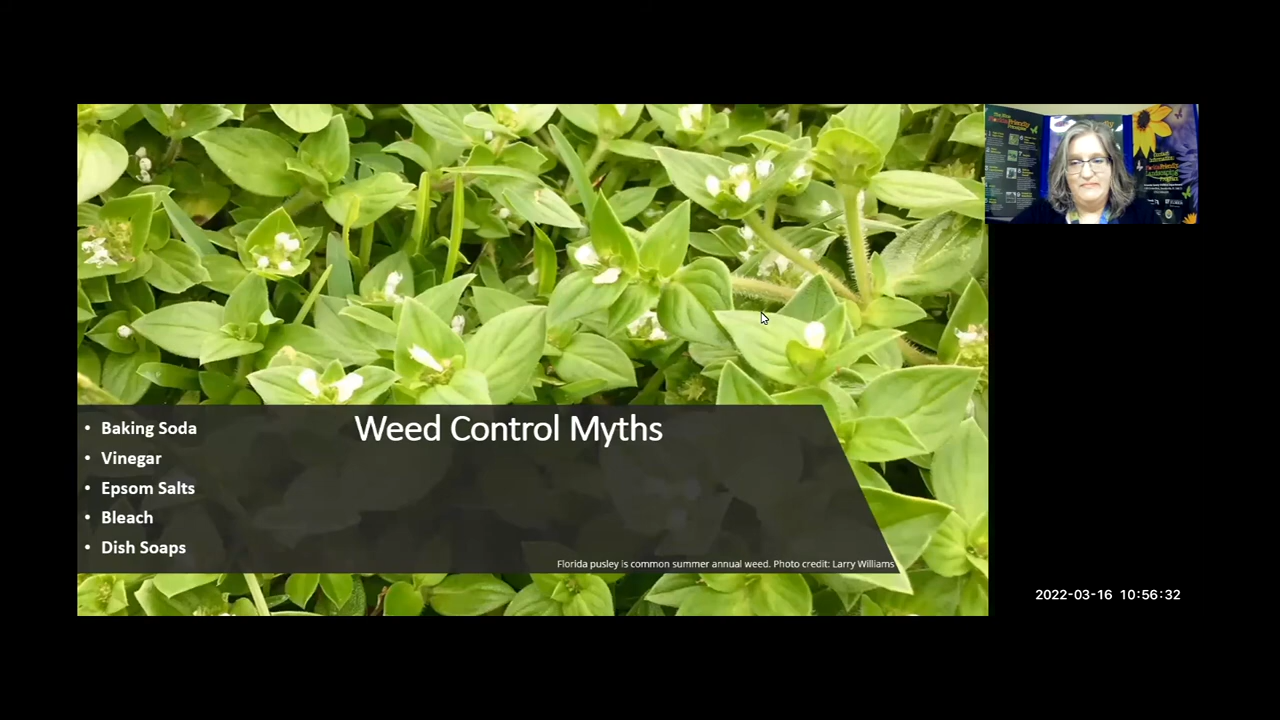 Weed Control Myths
• Baking Soda
• Vinegar
• Epsom Salts
• Bleach
• Dish Soaps
Florida pusley is common summer annual weed. Photo credit: Larry Williams
2022-03-16 10:56:32